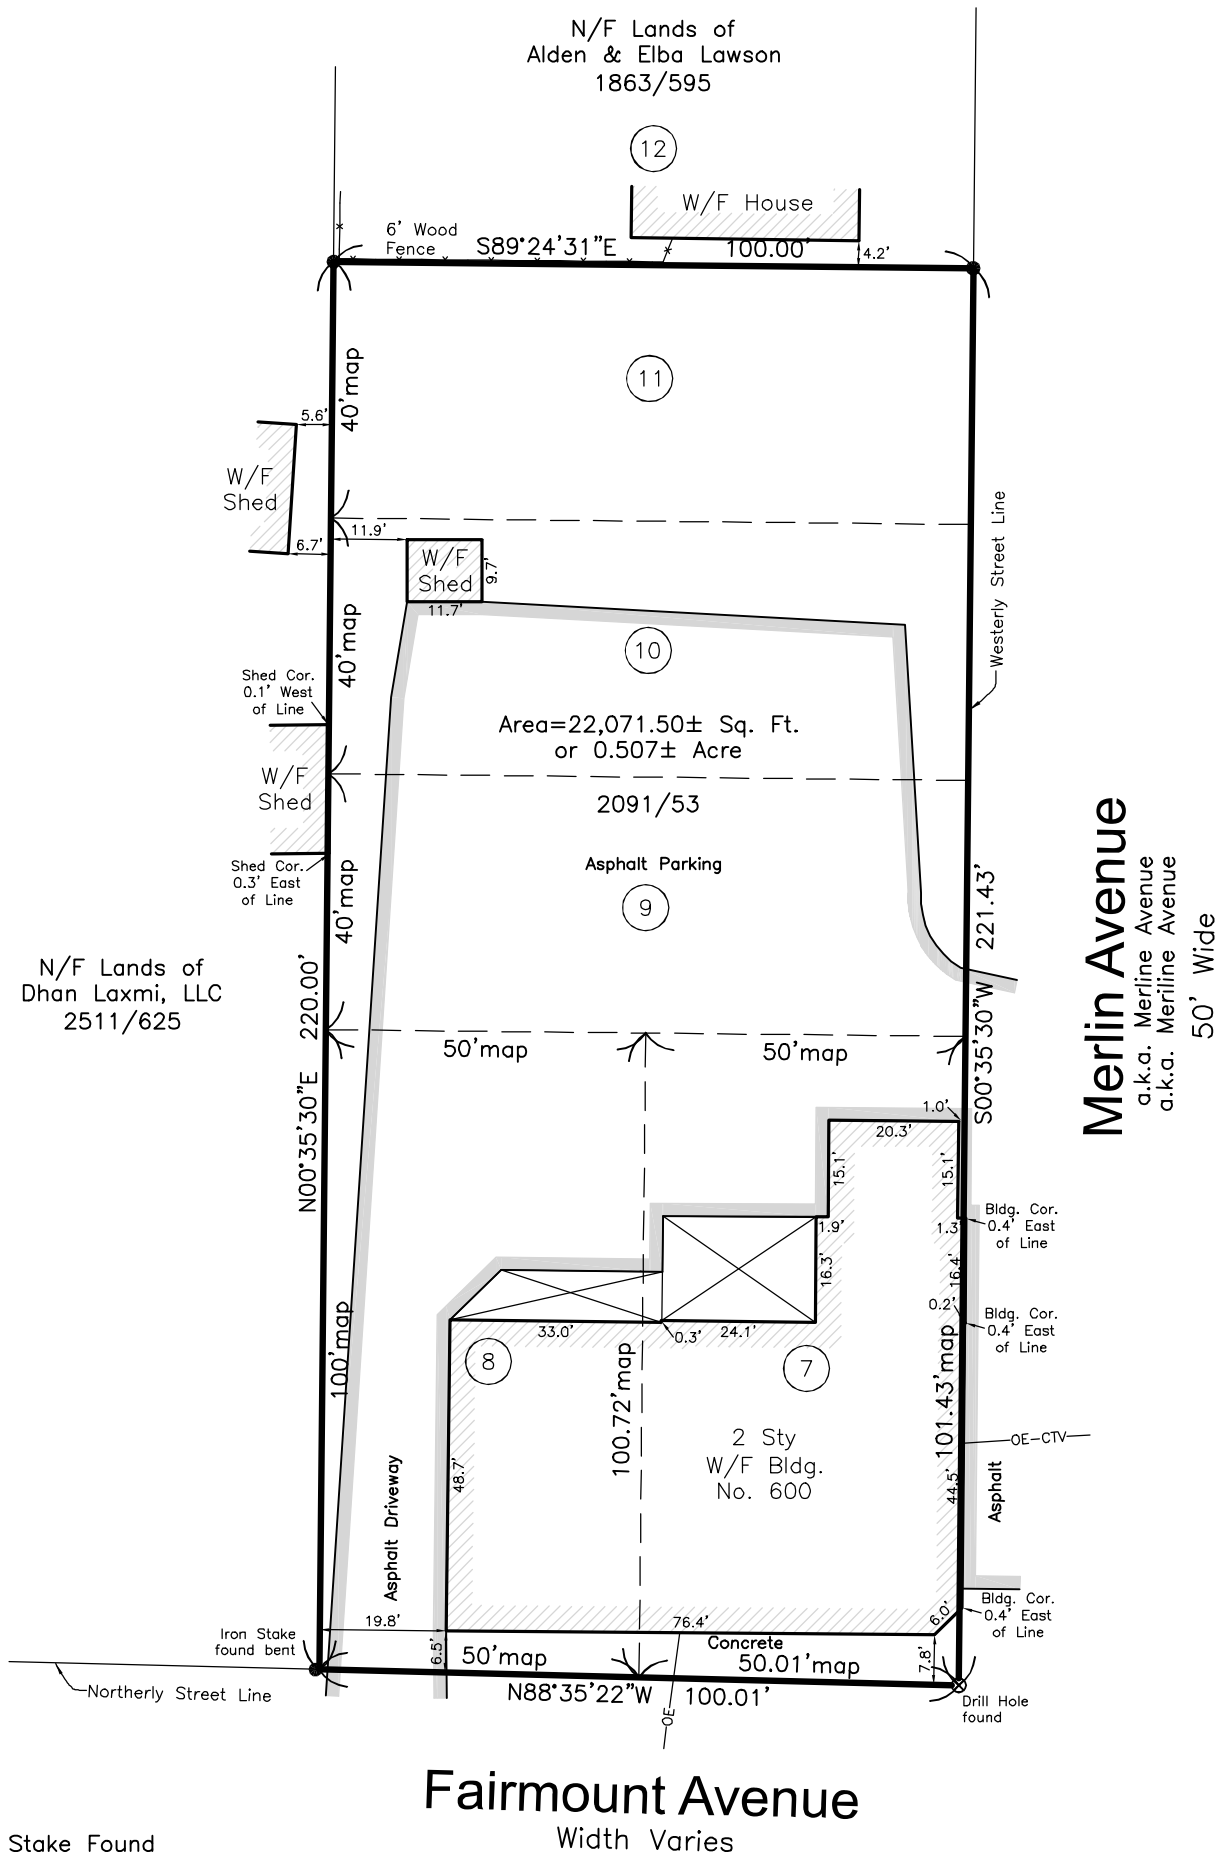 N/F Lands of
Alden & Elba Lawson
1863/595
12
W/F House
6' Wood
Fence
S89°24'31"E
100.00'
4.2'
40'map
11
5.6'
W/F
Shed
6.7'
11.9'
W/F
Shed
9.7'
11.7'
Westerly Street Line
40'map
10
Shed Cor.
0.1' West
of Line
Area=22,071.50± Sq. Ft.
or 0.507± Acre
W/F
Shed
2091/53
Asphalt Parking
Shed Cor.
0.3' East
of Line
40'map
9
221.43'
S00°35'30"W
Merlin Avenue
a.k.a. Merline Avenue
a.k.a. Meriline Avenue
50' Wide
N/F Lands of
Dhan Laxmi, LLC
2511/625
N00°35'30"E 220.00'
50'map
50'map
1.0'
20.3'
15.1'
15.1'
Bldg. Cor.
0.4' East
of Line
1.9'
1.3'
16.3'
16.4'
0.2'
Bldg. Cor.
0.4' East
of Line
33.0'
0.3'
24.1'
100'map
8
7
100.72'map
101.43'map
2 Sty
W/F Bldg.
No. 600
OE-CTV
48.7'
44.5'
Asphalt
Asphalt Driveway
Bldg. Cor.
0.4' East
of Line
6.0'
19.8'
76.4'
Iron Stake
found bent
6.5'
Concrete
7.8'
50'map
50.01'map
Northerly Street Line
N88°35'22"W
100.01'
OE
Drill Hole
found
Fairmount Avenue
Width Varies
Stake Found